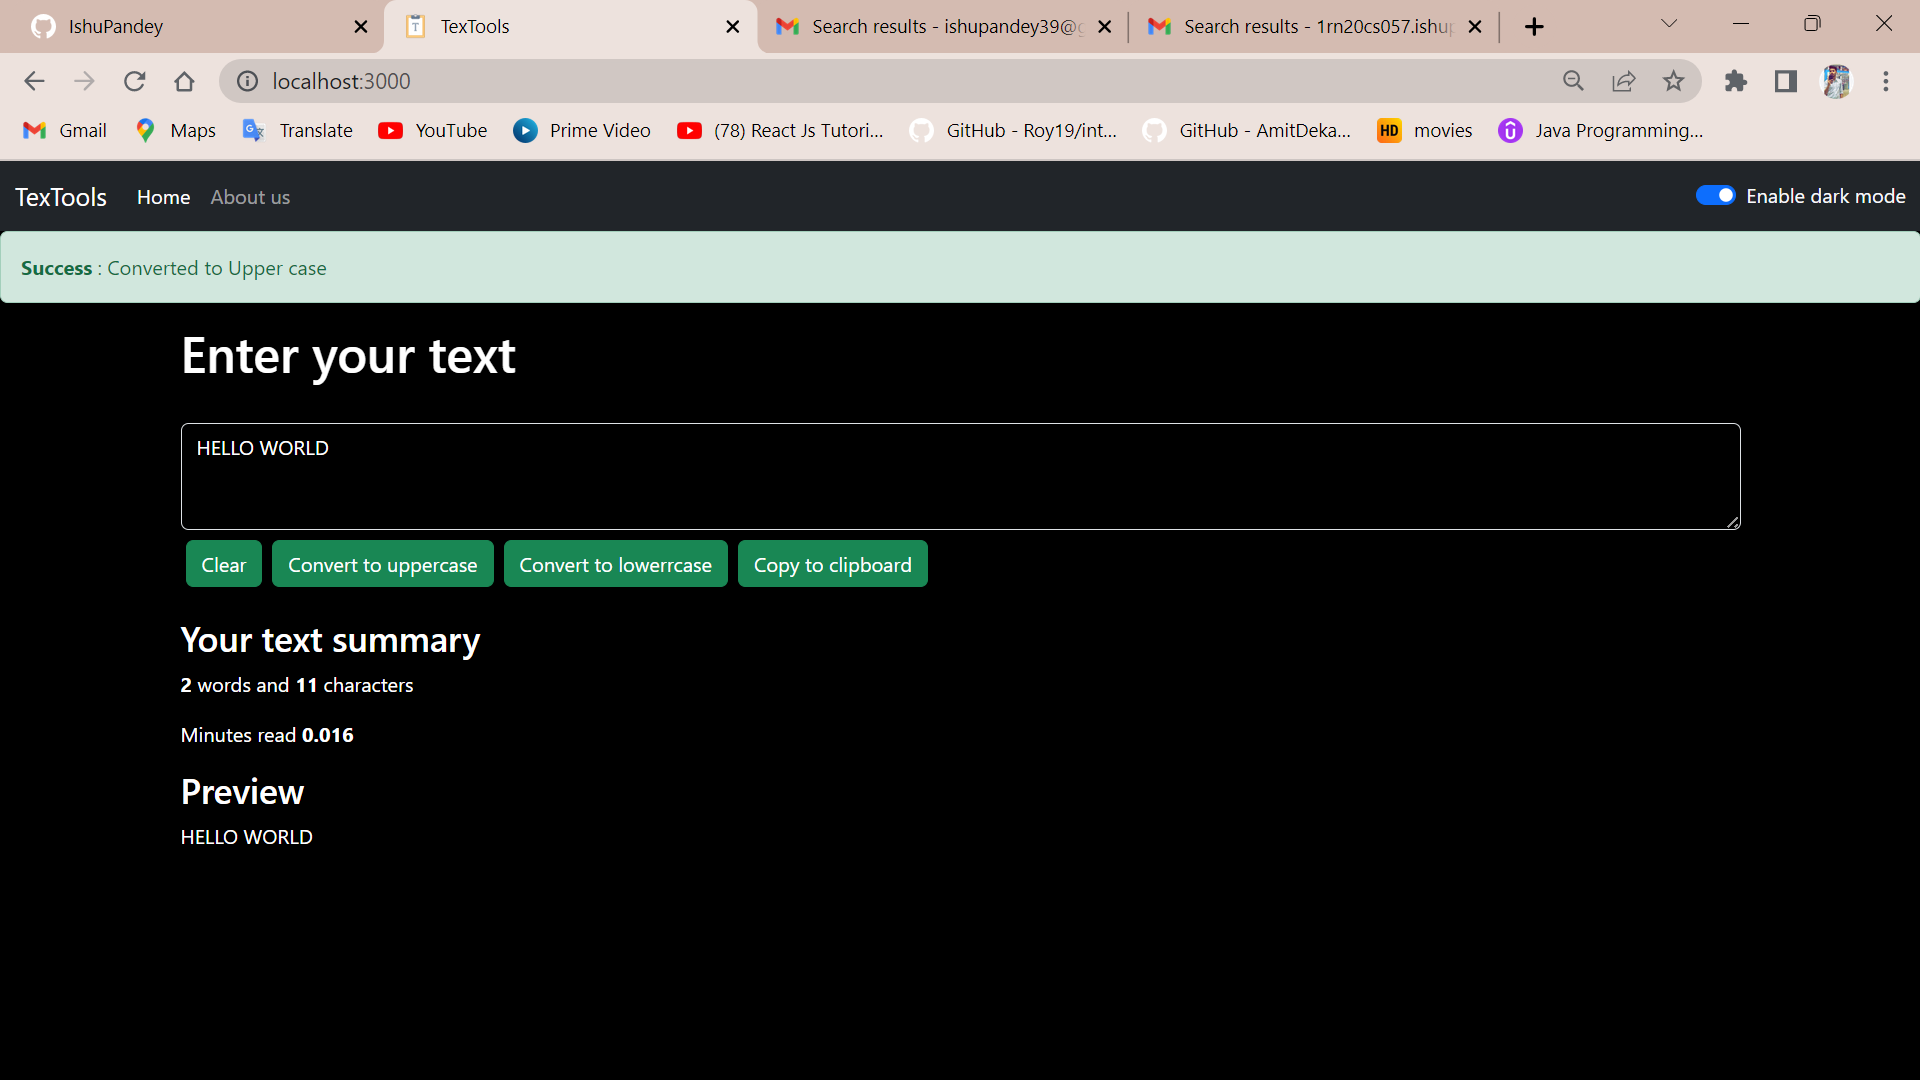 IshuPandey
TexTools
Search results - ishupandey39@
Search results - 1rn20cs057.ishu
localhost:3000
Gmail
Maps
Translate
YouTube
Prime Video
(78) React Js Tutori...
GitHub - Roy19/int...
GitHub - AmitDeka...
HD movies
Java Programming...
TexTools
Home
About us
Enable dark mode
Success : Converted to Upper case
Enter your text
HELLO WORLD
Clear
Convert to uppercase
Convert to lowerrcase
Copy to clipboard
Your text summary
2 words and 11 characters
Minutes read 0.016
Preview
HELLO WORLD